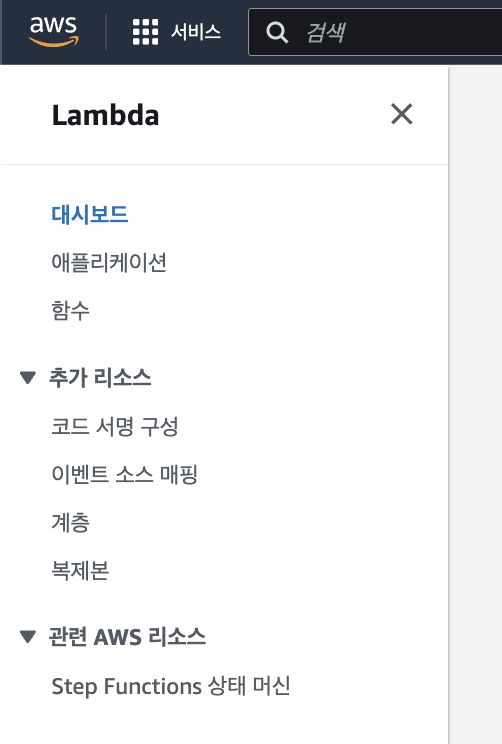 aws
서비스
검색
Lambda
대시보드
애플리케이션
함수
추가 리소스
코드 서명 구성
이벤트 소스 매핑
계층
복제본
관련 AWS 리소스
Step Functions 상태 머신